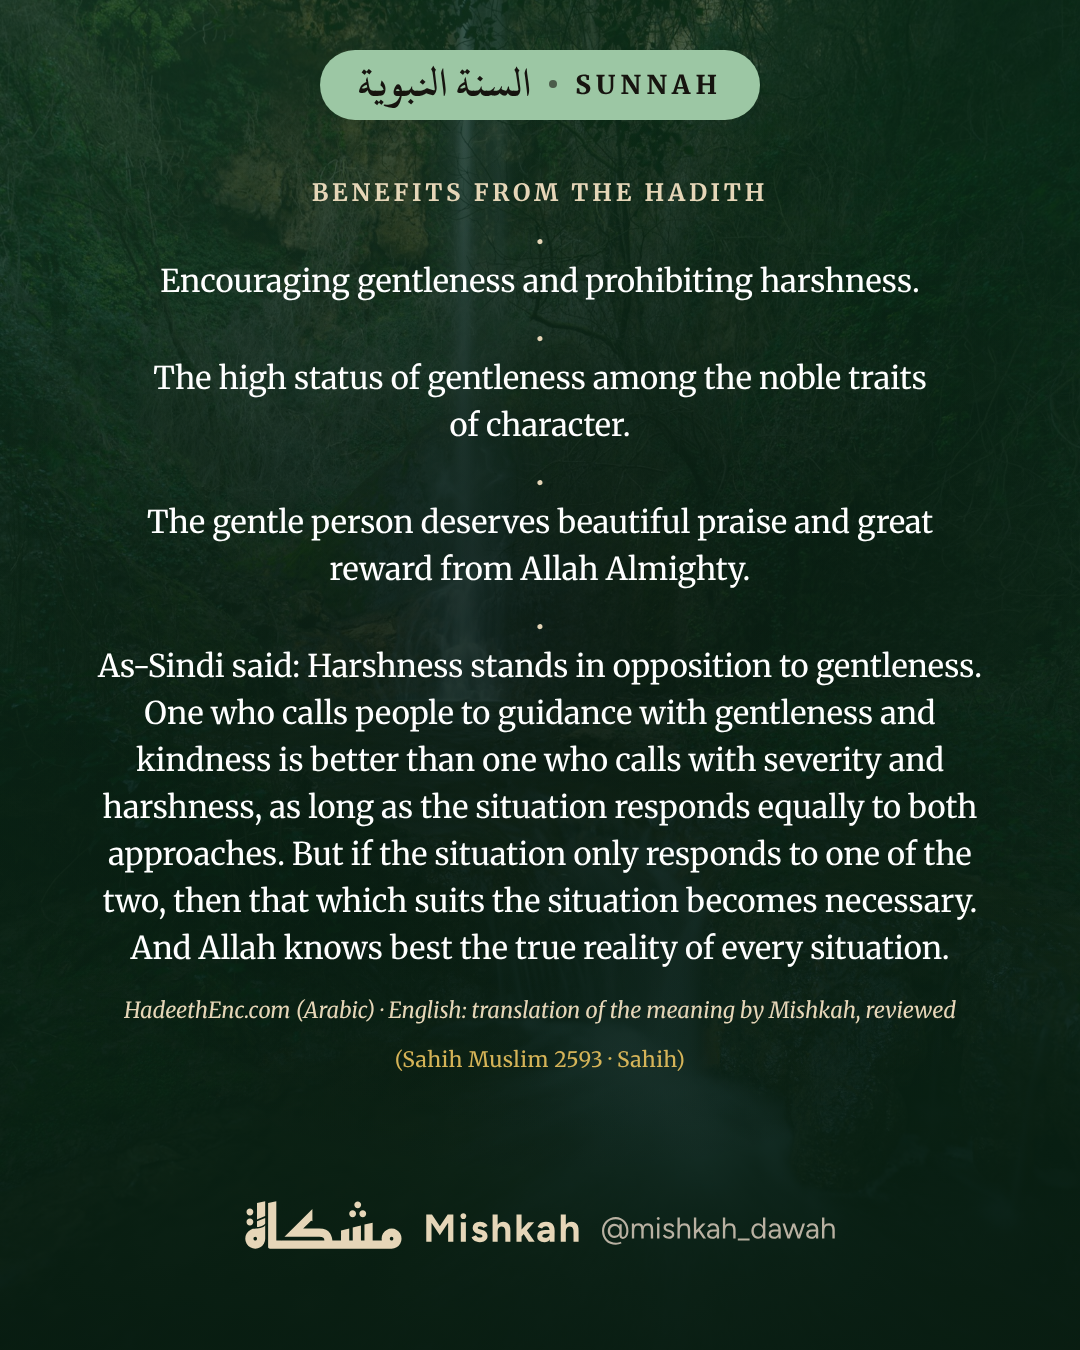 السنة النبوية • SUNNAH
BENEFITS FROM THE HADITH
•
Encouraging gentleness and prohibiting harshness.
•
The high status of gentleness among the noble traits
of character.
•
The gentle person deserves beautiful praise and great
reward from Allah Almighty.
•
As-Sindi said: Harshness stands in opposition to gentleness.
One who calls people to guidance with gentleness and
kindness is better than one who calls with severity and
harshness, as long as the situation responds equally to both
approaches. But if the situation only responds to one of the
two, then that which suits the situation becomes necessary.
And Allah knows best the true reality of every situation.
HadeethEnc.com (Arabic) · English: translation of the meaning by Mishkah, reviewed
(Sahih Muslim 2593 · Sahih)
مشكاة Mishkah @mishkah_dawah